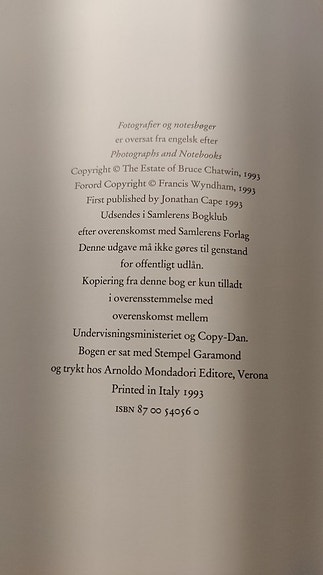 Fotografier og notesbøger
er oversat fra engelsk efter
Photographs and Notebooks
Copyright © The Estate of Bruce Chatwin, 1993
Forord Copyright © Francis Wyndham, 1993
First published by Jonathan Cape 1993
Udsendes i Samlerens Bogklub
efter overenskomst med Samlerens Forlag
Denne udgave må ikke gøres til genstand
for offentligt udlån.
Kopiering fra denne bog er kun tilladt
i overensstemmelse med
overenskomst mellem
Undervisningsministeriet og Copy-Dan.
Bogen er sat med Stempel Garamond
og trykt hos Arnoldo Mondadori Editore, Verona
Printed in Italy 1993
ISBN 87 00 54056 0